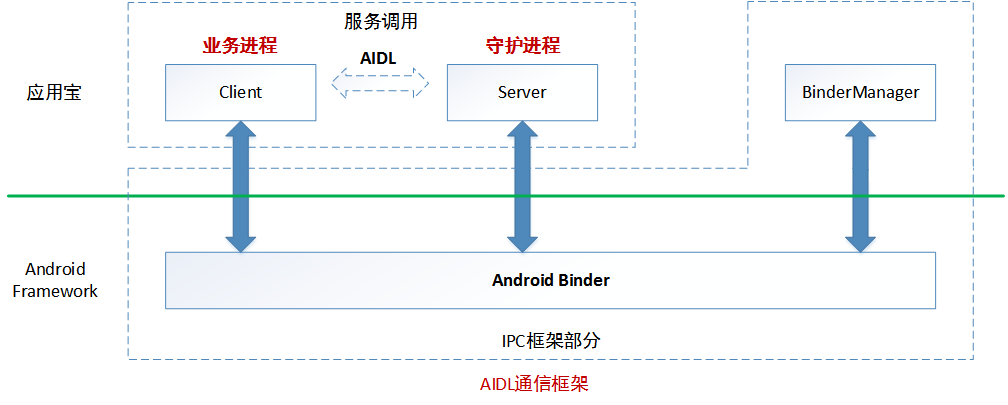 服务调用
业务进程
守护进程
AIDL
应用宝
Client
Server
BinderManager
Android
Framework
Android Binder
IPC框架部分
AIDL通信框架